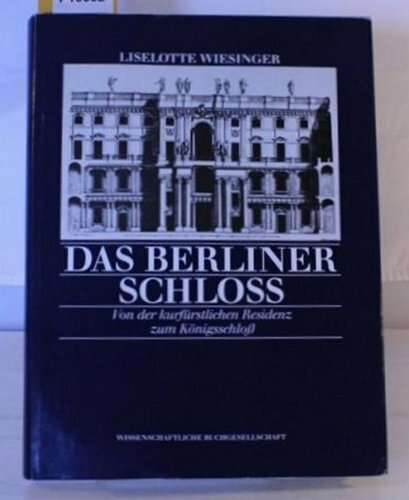 LISELOTTE WIESINGER
DAS BERLINER
SCHLOSS
Von der kurfürstlichen Residenz
zum Königsschloß
WISSENSCHAFTLICHE BUCHGESELLSCHAFT